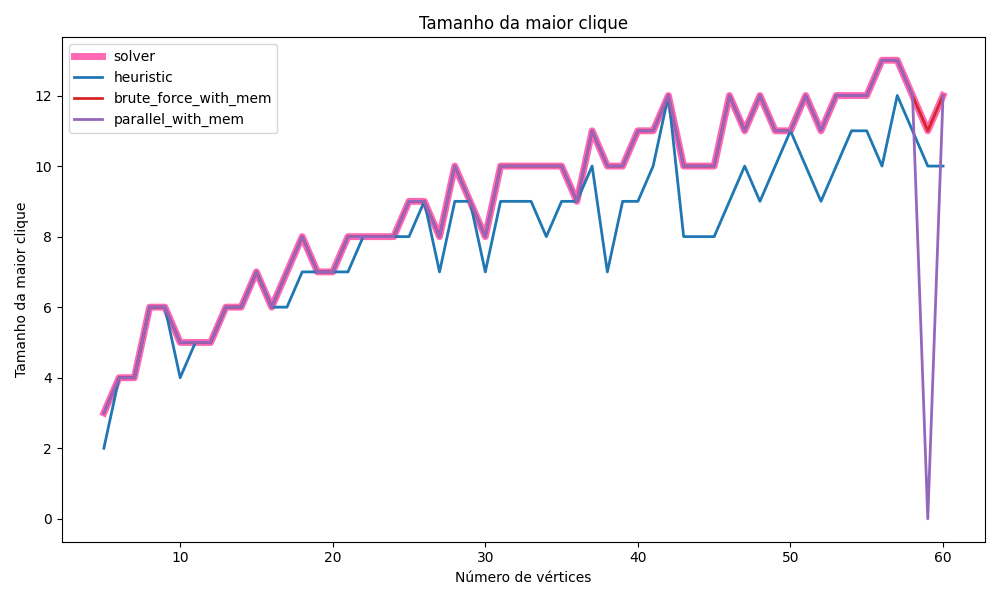 Tamanho da maior clique
solver
heuristic
brute_force_with_mem
parallel_with_mem
Tamanho da maior clique
12
10
8
6
4
2
0
10 20 30 40 50 60
Número de vértices